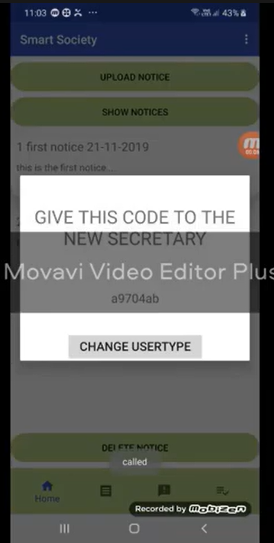 11:03 43%
Smart Society
UPLOAD NOTICE
SHOW NOTICES
1 first notice 21-11-2019
this is the first notice...
GIVE THIS CODE TO THE
NEW SECRETARY
Movavi Video Editor Plus
a9704ab
CHANGE USERTYPE
DELETE NOTICE
called
Home
Recorded by Mobizen